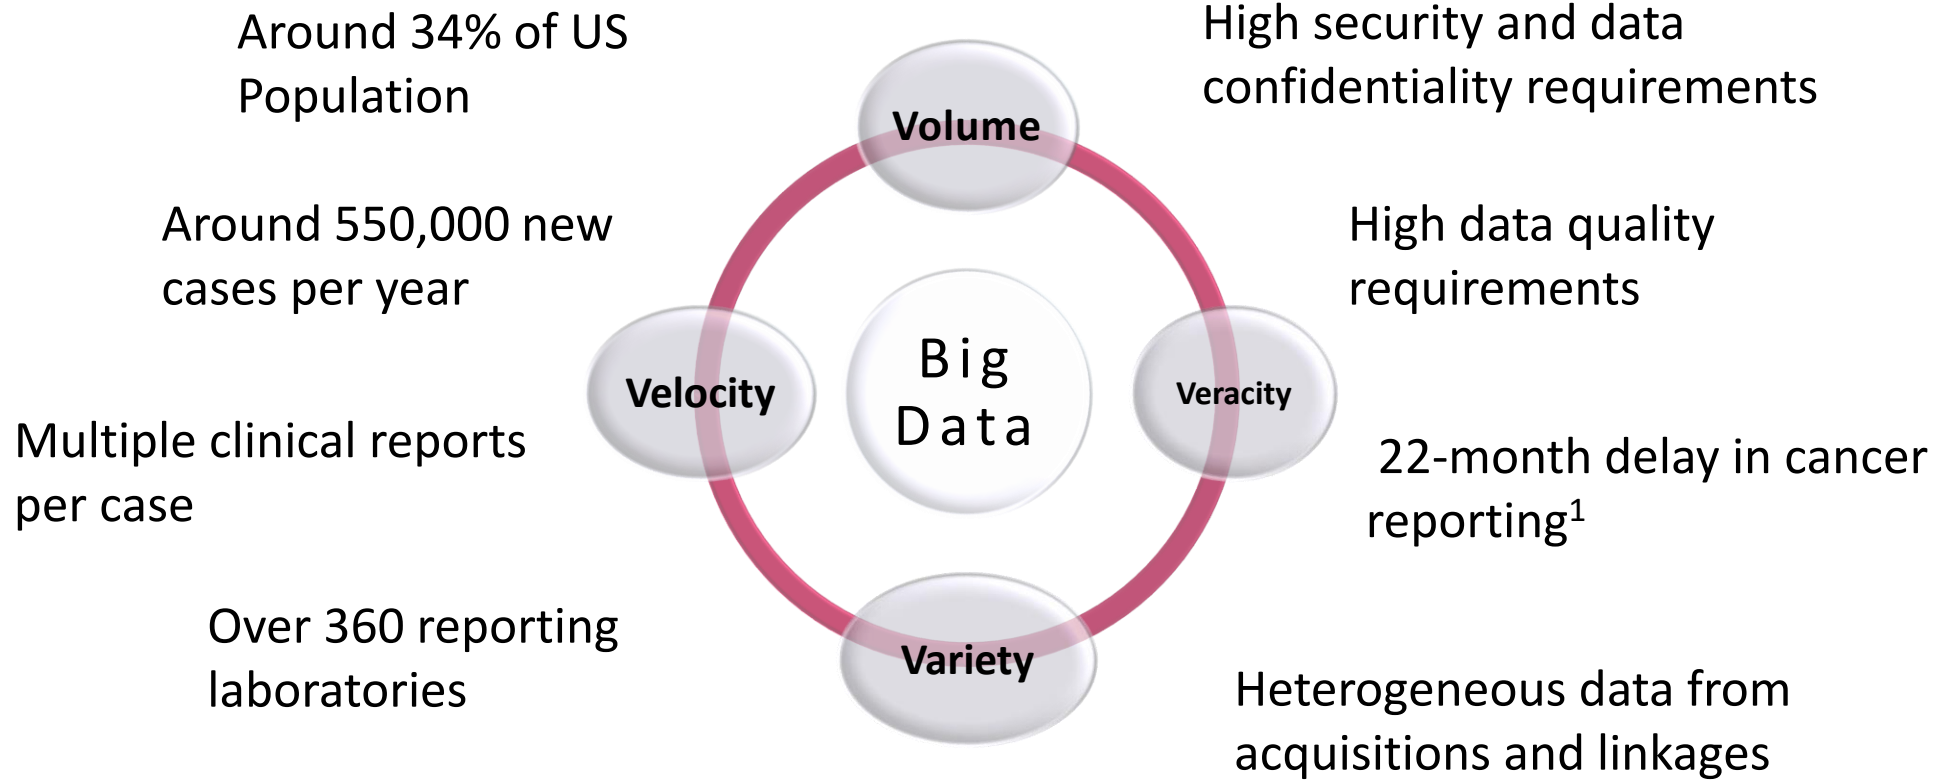 Around 34% of US
Population
High security and data
confidentiality requirements
Volume
Around 550,000 new
cases per year
High data quality
requirements
Velocity
Big
Data
Veracity
Multiple clinical reports
per case
22-month delay in cancer
reporting¹
Over 360 reporting
laboratories
Variety
Heterogeneous data from
acquisitions and linkages